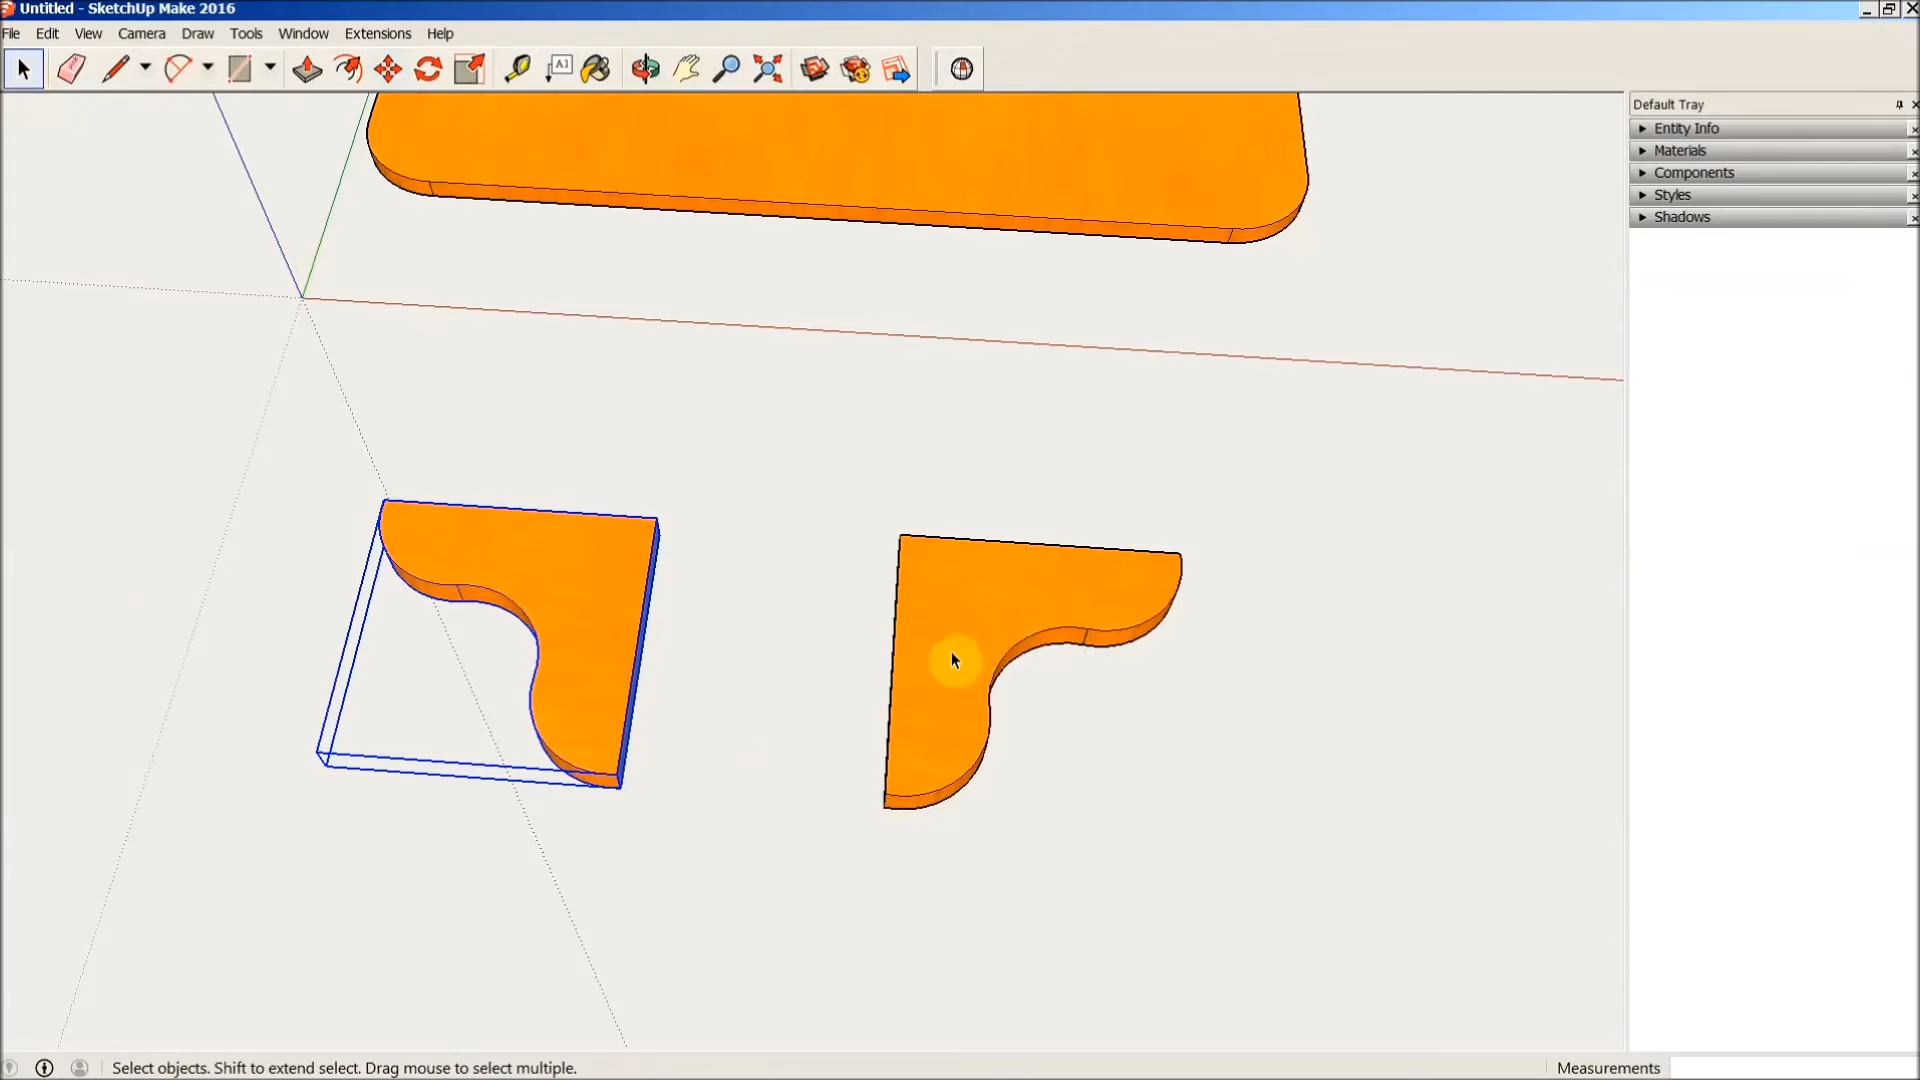 Untitled - SketchUp Make 2016
File Edit View Camera Draw Tools Window Extensions Help
A1
Default Tray
Entity Info
Materials
Components
Styles
Shadows
Select objects. Shift to extend select. Drag mouse to select multiple.
Measurements